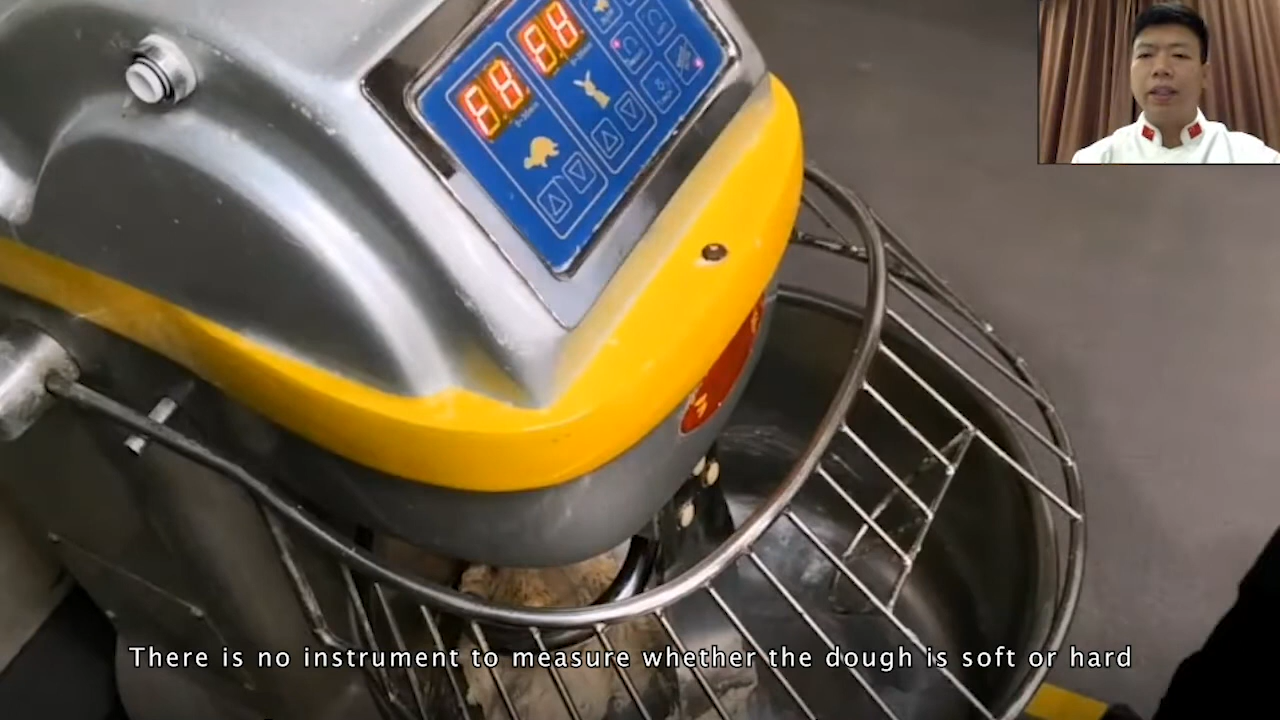 There is no instrument to measure whether the dough is soft or hard